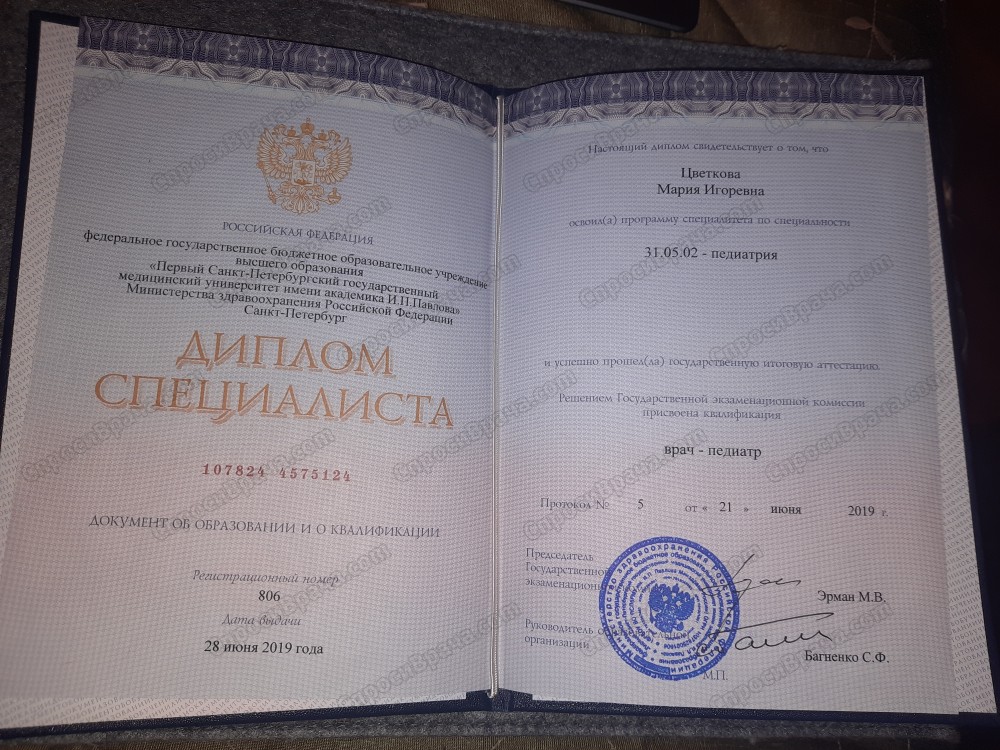 РОССИЙСКАЯ ФЕДЕРАЦИЯ
федеральное государственное бюджетное образовательное учреждение
высшего образования
«Первый Санкт-Петербургский государственный
медицинский университет имени академика И.П.Павлова»
Министерства здравоохранения Российской Федерации
Санкт-Петербург
ДИПЛОМ
СПЕЦИАЛИСТА
107824 4575124
ДОКУМЕНТ ОБ ОБРАЗОВАНИИ И О КВАЛИФИКАЦИИ
Регистрационный номер
806
Дата выдачи
28 июня 2019 года
Настоящий диплом свидетельствует о том, что
Цветкова
Мария Игоревна
освоил(а) программу специалитета по специальности
31.05.02 - педиатрия
и успешно прошел(ла) государственную итоговую аттестацию
Решением Государственной экзаменационной комиссии
присвоена квалификация
врач - педиатр
Протокол № 5 от « 21 » июня 2019 г.
Председатель
Государственной
экзаменационной
Эрман М.В.
Руководитель
организации
Багненко С.Ф.
М.П.
СпросиВрача.com